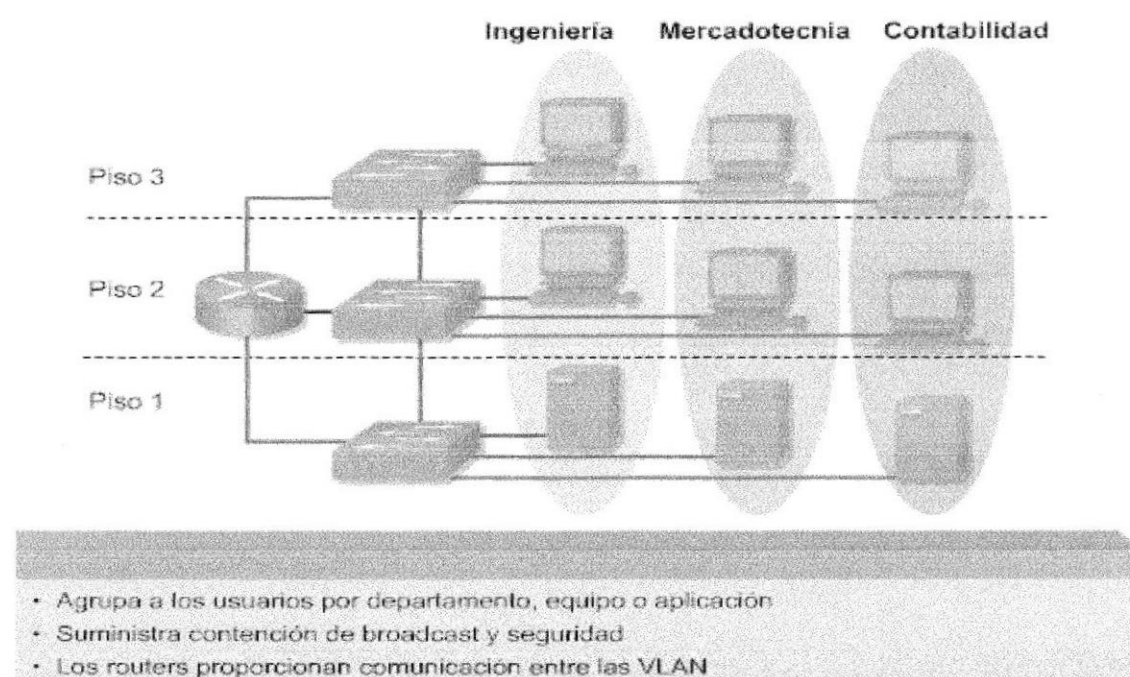 Ingeniería Mercadotecnia Contabilidad
Piso 3
Piso 2
Piso 1
• Agrupa a los usuarios por departamento, equipo o aplicación
• Suministra contención de broadcast y seguridad
• Los routers proporcionan comunicación entre las VLAN